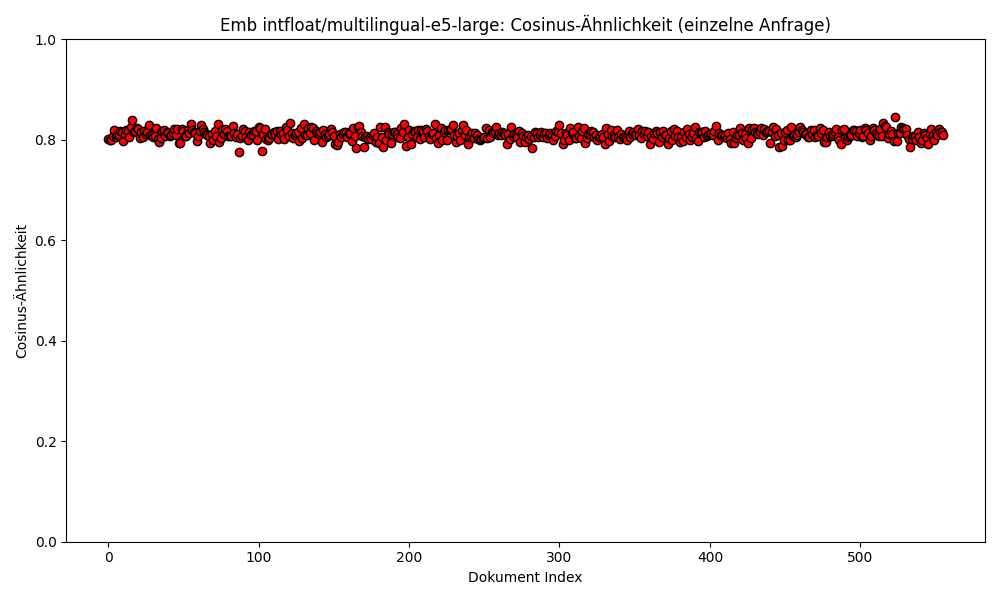 Emb intfloat/multilingual-e5-large: Cosinus-Ähnlichkeit (einzelne Anfrage)
1.0
0.8
0.6
0.4
0.2
0.0
Cosinus-Ähnlichkeit
0 100 200 300 400 500
Dokument Index